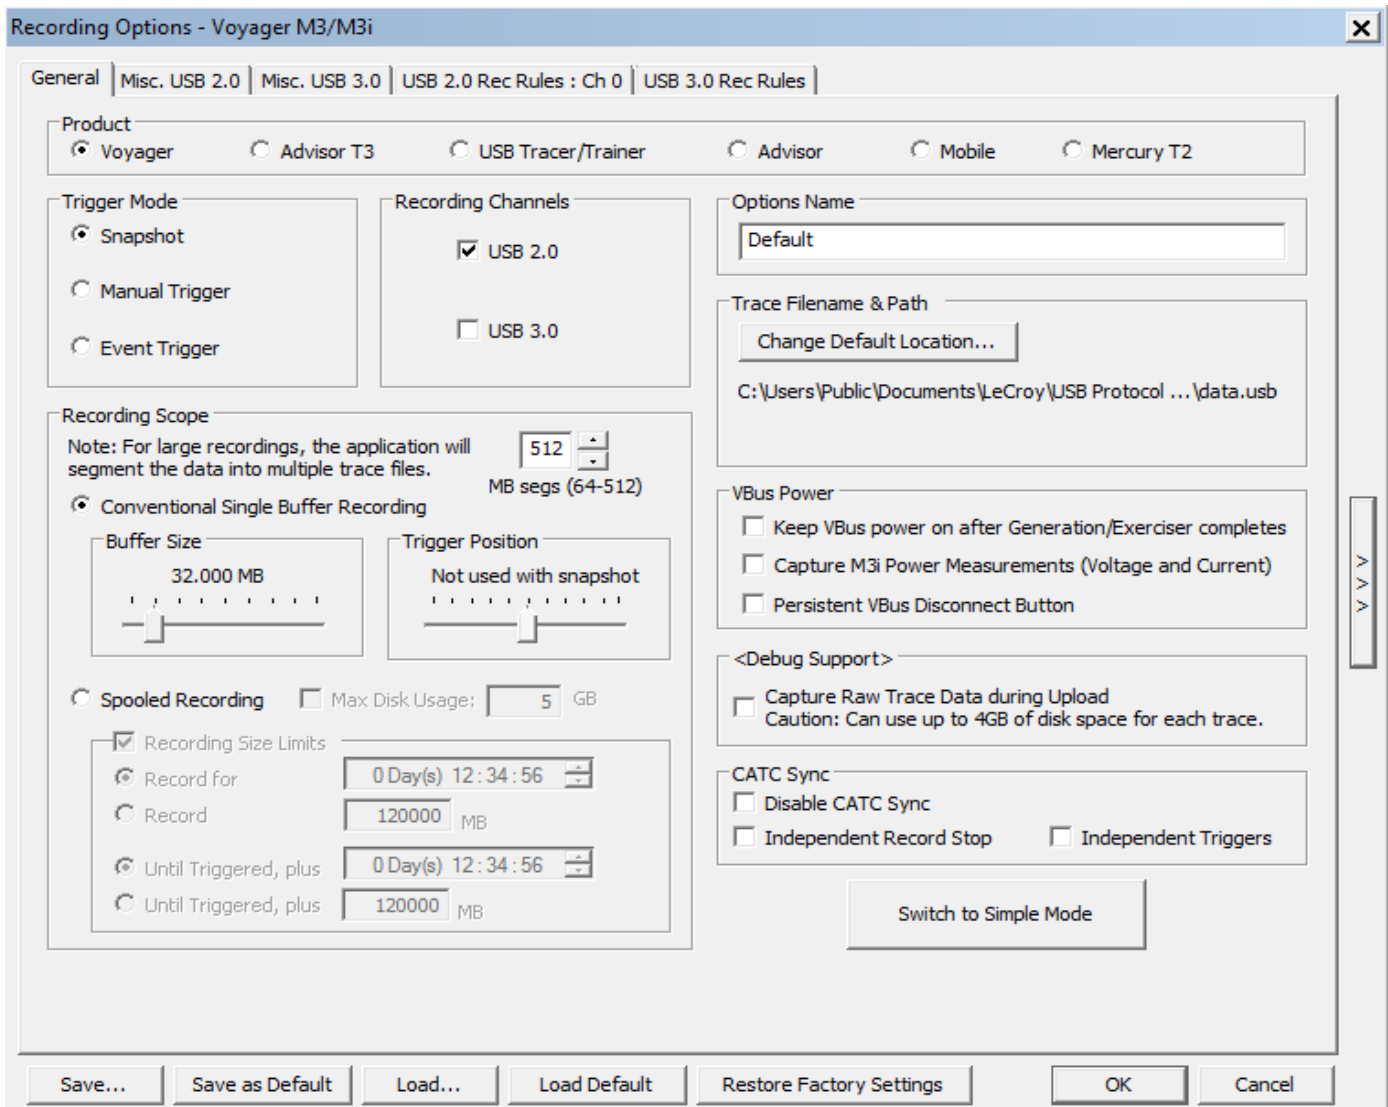 Recording Options - Voyager M3/M3i
General
Misc. USB 2.0
Misc. USB 3.0
USB 2.0 Rec Rules : Ch 0
USB 3.0 Rec Rules
Product
Voyager
Advisor T3
USB Tracer/Trainer
Advisor
Mobile
Mercury T2
Trigger Mode
Snapshot
Manual Trigger
Event Trigger
Recording Channels
USB 2.0
USB 3.0
Options Name
Default
Trace Filename & Path
Change Default Location...
C:\Users\Public\Documents\LeCroy\USB Protocol ...\data.usb
Recording Scope
Note: For large recordings, the application will
segment the data into multiple trace files.
512
MB segs (64-512)
Conventional Single Buffer Recording
Buffer Size
32.000 MB
Trigger Position
Not used with snapshot
Spooled Recording
Max Disk Usage:
5
GB
Recording Size Limits
Record for
0 Day(s) 12 : 34 : 56
Record
120000
MB
Until Triggered, plus
0 Day(s) 12 : 34 : 56
Until Triggered, plus
120000
MB
VBus Power
Keep VBus power on after Generation/Exerciser completes
Capture M3i Power Measurements (Voltage and Current)
Persistent VBus Disconnect Button
<Debug Support>
Capture Raw Trace Data during Upload
Caution: Can use up to 4GB of disk space for each trace.
CATC Sync
Disable CATC Sync
Independent Record Stop
Independent Triggers
Switch to Simple Mode
>
>
>
Save...
Save as Default
Load...
Load Default
Restore Factory Settings
OK
Cancel